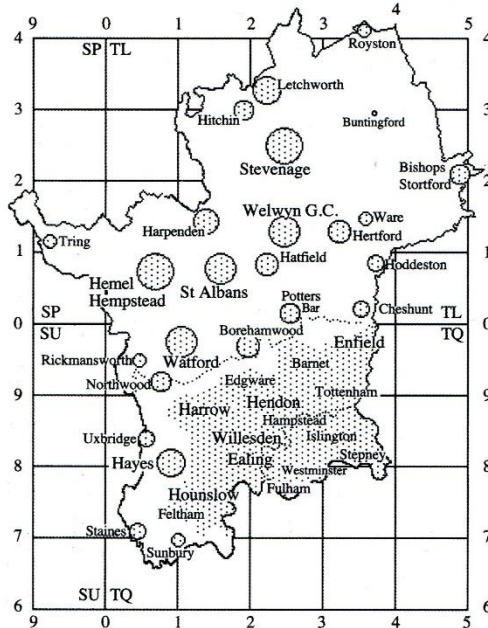 9 0 1 2 3 4 5
4 SP TL Royston 4
Letchworth
3 Hitchin Buntingford 3
Stevenage
Bishops
Stortford
2 2
Welwyn G.C. Ware
Harpenden Hertford
Tring
1 Hatfield Hoddeston 1
Hemel
Hempstead
St Albans
Potters
Bar
Cheshunt
SP TL
0 0
SU TQ
Borehamwood Enfield
Watford
Rickmansworth Barnet
Northwood Edgware
9 Tottenham 9
Harrow Hendon
Hampstead
Uxbridge Willesden Islington
Ealing Stepney
8 Hayes Westminster 8
Fulham
Hounslow
Feltham
7 Staines 7
Sunbury
SU TQ
6 6
9 0 1 2 3 4 5